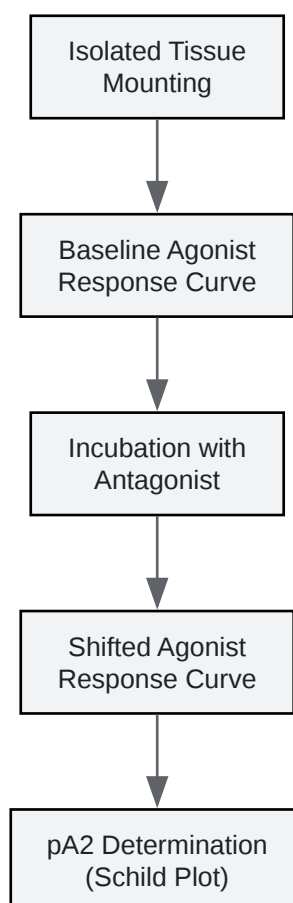 Isolated Tissue
Mounting
Baseline Agonist
Response Curve
Incubation with
Antagonist
Shifted Agonist
Response Curve
pA2 Determination
(Schild Plot)